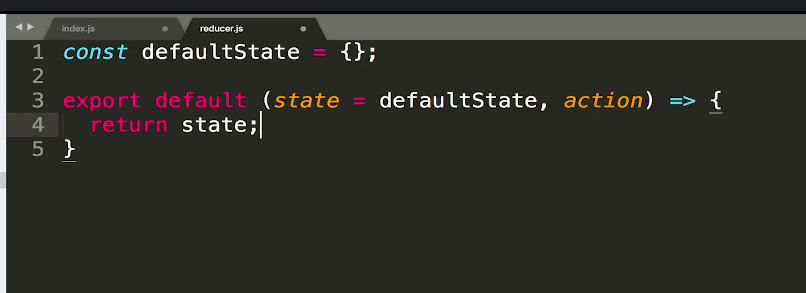 index.js reducer.js
1 const defaultState = {};
2
3 export default (state = defaultState, action) => {
4   return state;
5 }